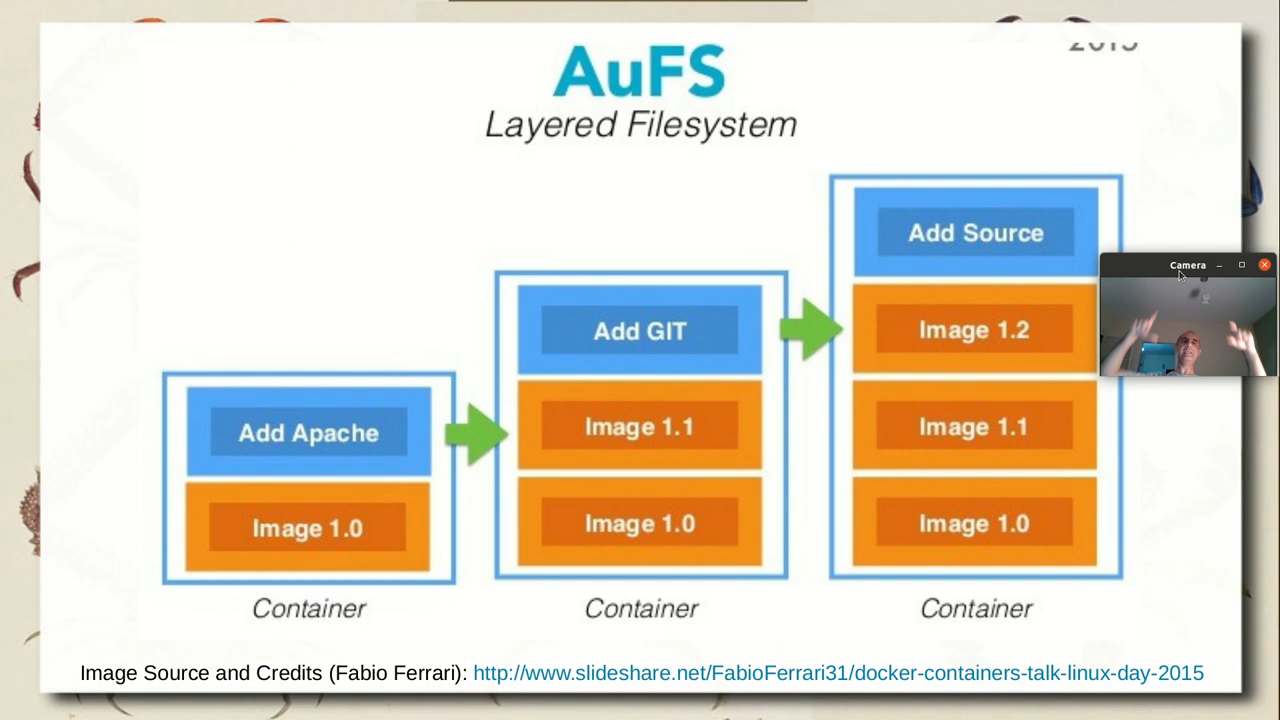 2015
AuFS
Layered Filesystem
Add Source
Camera
Add GIT
Image 1.2
Add Apache
Image 1.1
Image 1.1
Image 1.0
Image 1.0
Image 1.0
Container
Container
Container
Image Source and Credits (Fabio Ferrari): http://www.slideshare.net/FabioFerrari31/docker-containers-talk-linux-day-2015